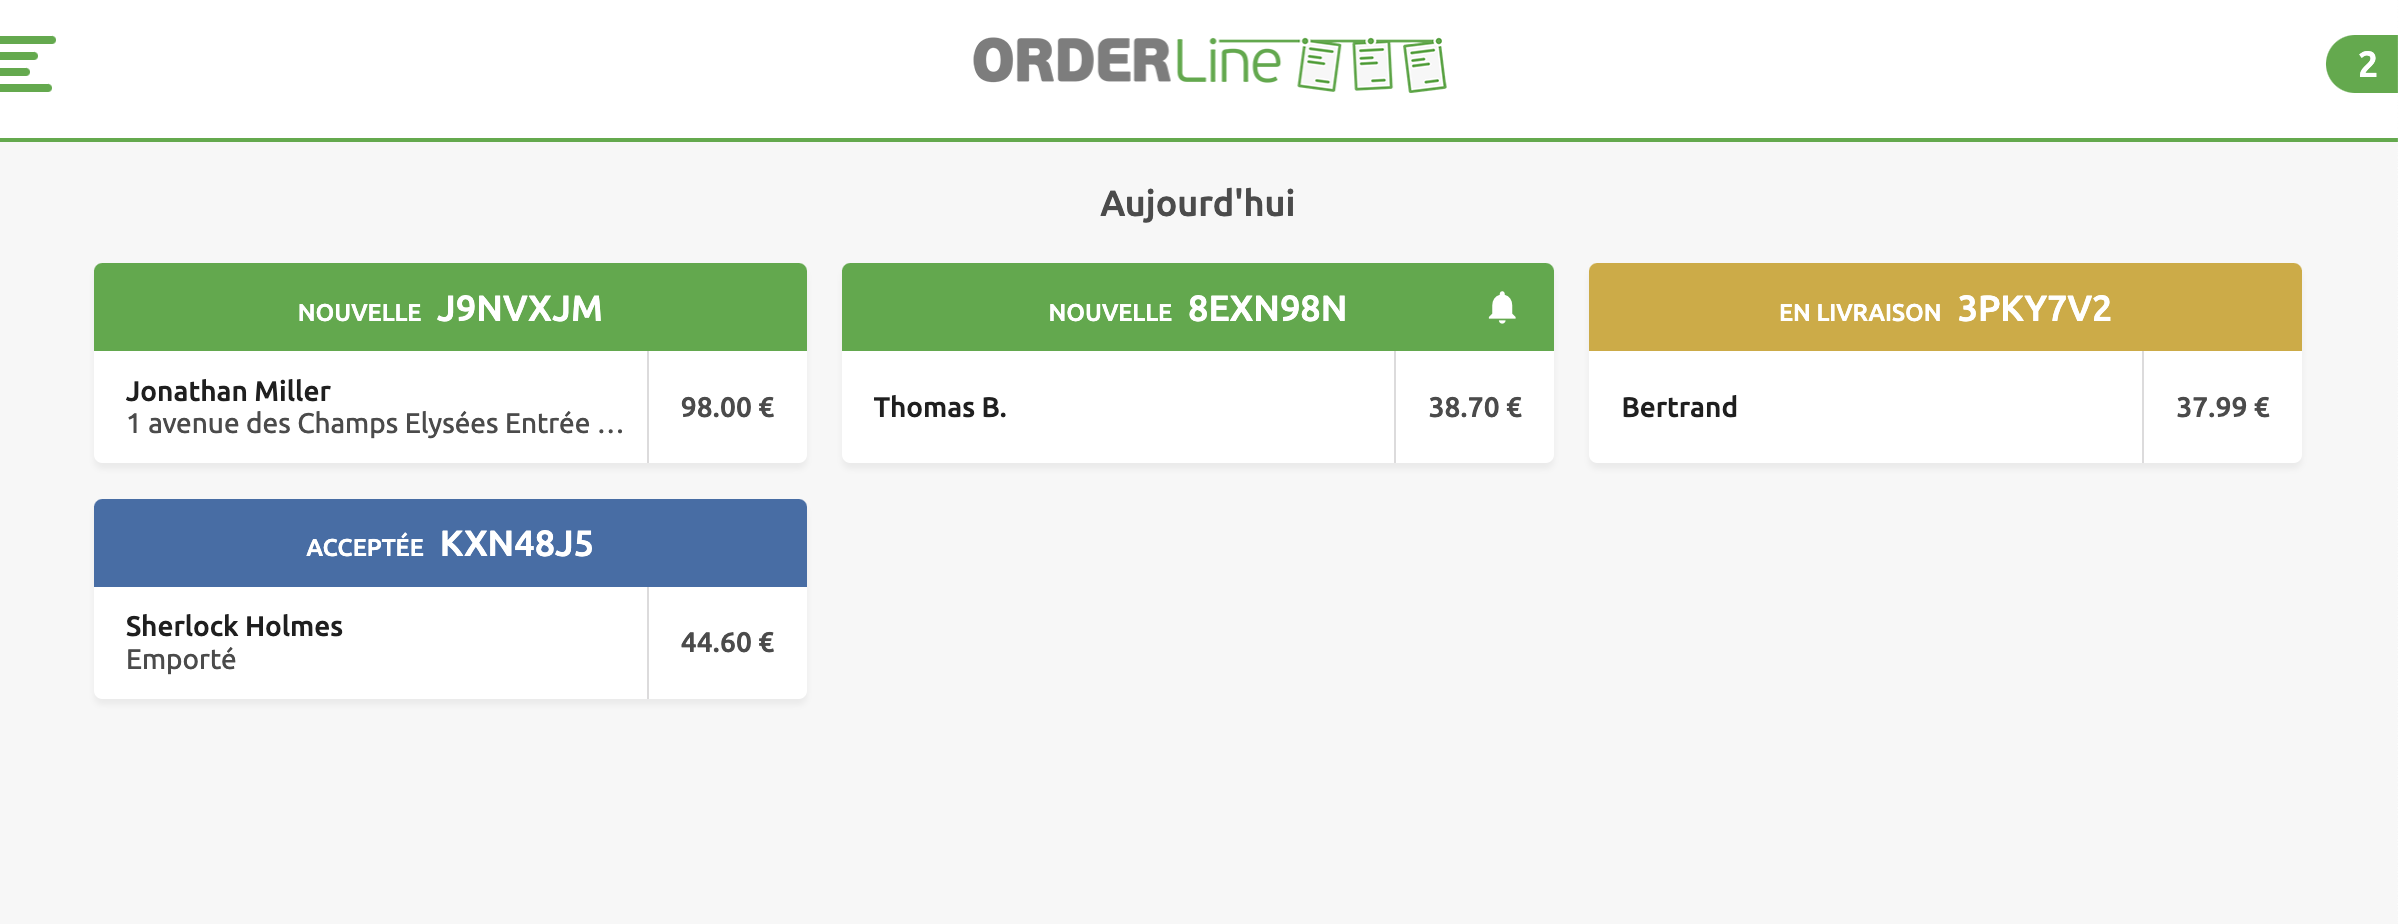 ORDERLine
2
Aujourd'hui
NOUVELLE J9NVXJM
Jonathan Miller
1 avenue des Champs Elysées Entrée ...
98.00 €
NOUVELLE 8EXN98N
Thomas B.
38.70 €
EN LIVRAISON 3PKY7V2
Bertrand
37.99 €
ACCEPTÉE KXN48J5
Sherlock Holmes
Emporté
44.60 €